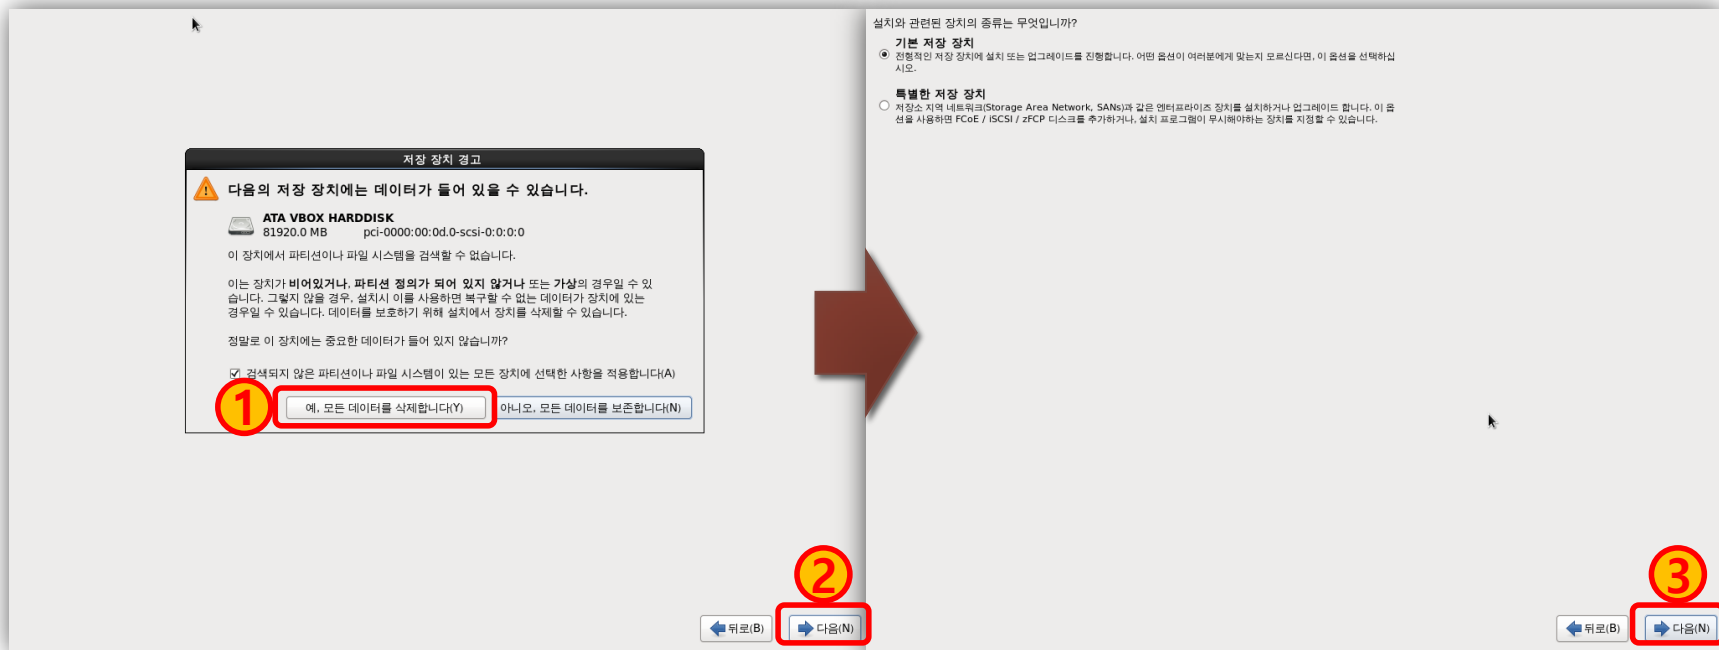 저장 장치 경고
다음의 저장 장치에는 데이터가 들어 있을 수 있습니다.
ATA VBOX HARDDISK
81920.0 MB pci-0000:00:0d.0-scsi-0:0:0:0
이 장치에서 파티션이나 파일 시스템을 검색할 수 없습니다.
이는 장치가 비어있거나, 파티션 정의가 되어 있지 않거나 또는 가상의 경우일 수 있
습니다. 그렇지 않을 경우, 설치시 이를 사용하면 복구할 수 없는 데이터가 장치에 있는
경우일 수 있습니다. 데이터를 보호하기 위해 설치에서 장치를 삭제할 수 있습니다.
정말로 이 장치에는 중요한 데이터가 들어 있지 않습니까?
검색되지 않은 파티션이나 파일 시스템이 있는 모든 장치에 선택한 사항을 적용합니다(A)
1
예, 모든 데이터를 삭제합니다(Y)
아니오, 모든 데이터를 보존합니다(N)
2
뒤로(B)
다음(N)
설치와 관련된 장치의 종류는 무엇입니까?
기본 저장 장치
전형적인 저장 장치에 설치 또는 업그레이드를 진행합니다. 어떤 옵션이 여러분에게 맞는지 모르신다면, 이 옵션을 선택하십
시오.
특별한 저장 장치
저장소 지역 네트워크(Storage Area Network, SANs)과 같은 엔터프라이즈 장치를 설치하거나 업그레이드 합니다. 이 옵
션을 사용하면 FCoE / iSCSI / zFCP 디스크를 추가하거나, 설치 프로그램이 무시해야하는 장치를 지정할 수 있습니다.
3
뒤로(B)
다음(N)